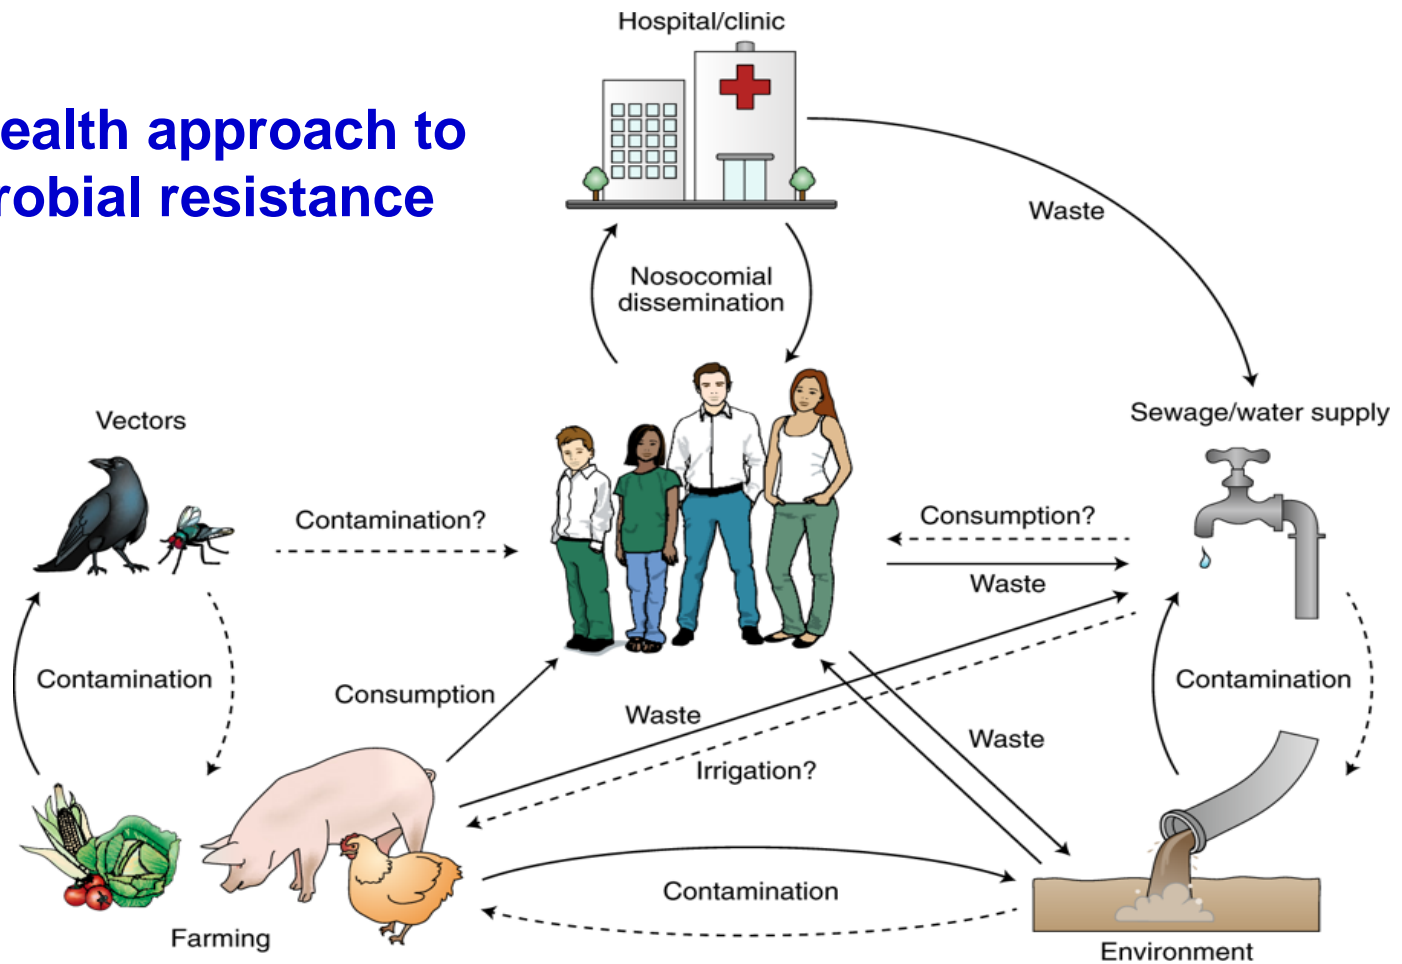 Hospital/clinic
ealth approach to
robial resistance
Waste
Nosocomial
dissemination
Vectors
Sewage/water supply
Contamination?
Consumption?
Waste
Contamination
Consumption
Contamination
Waste
Waste
Irrigation?
Contamination
Farming
Environment